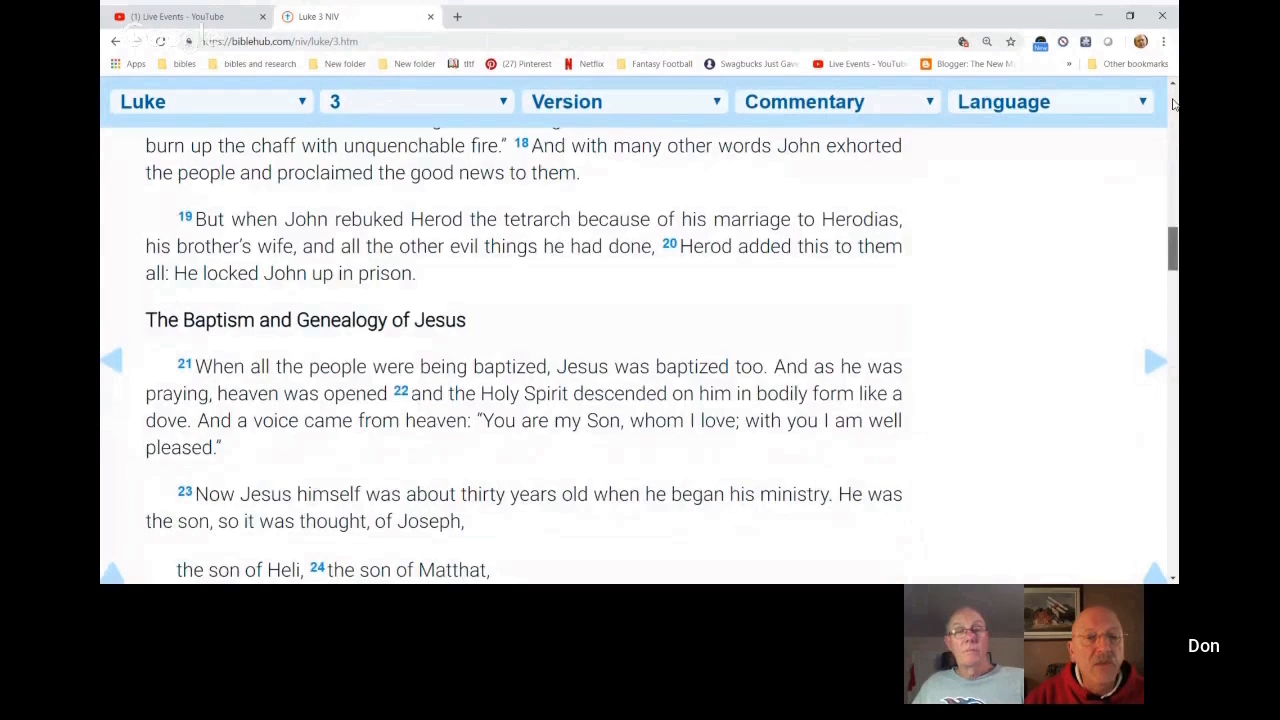 (1) Live Events - YouTube
Luke 3 NIV
https://biblehub.com/niv/luke/3.htm
Apps bibles bibles and research New folder New folder tltf (27) Pinterest Netflix Fantasy Football Swagbucks Just Gave Live Events - YouTub Blogger: The New M » Other bookmarks
New
Luke 3 Version Commentary Language
burn up the chaff with unquenchable fire.” 18 And with many other words John exhorted
the people and proclaimed the good news to them.
19 But when John rebuked Herod the tetrarch because of his marriage to Herodias,
his brother’s wife, and all the other evil things he had done, 20 Herod added this to them
all: He locked John up in prison.
The Baptism and Genealogy of Jesus
21 When all the people were being baptized, Jesus was baptized too. And as he was
praying, heaven was opened 22 and the Holy Spirit descended on him in bodily form like a
dove. And a voice came from heaven: “You are my Son, whom I love; with you I am well
pleased.”
23 Now Jesus himself was about thirty years old when he began his ministry. He was
the son, so it was thought, of Joseph,
the son of Heli, 24 the son of Matthat,
Don